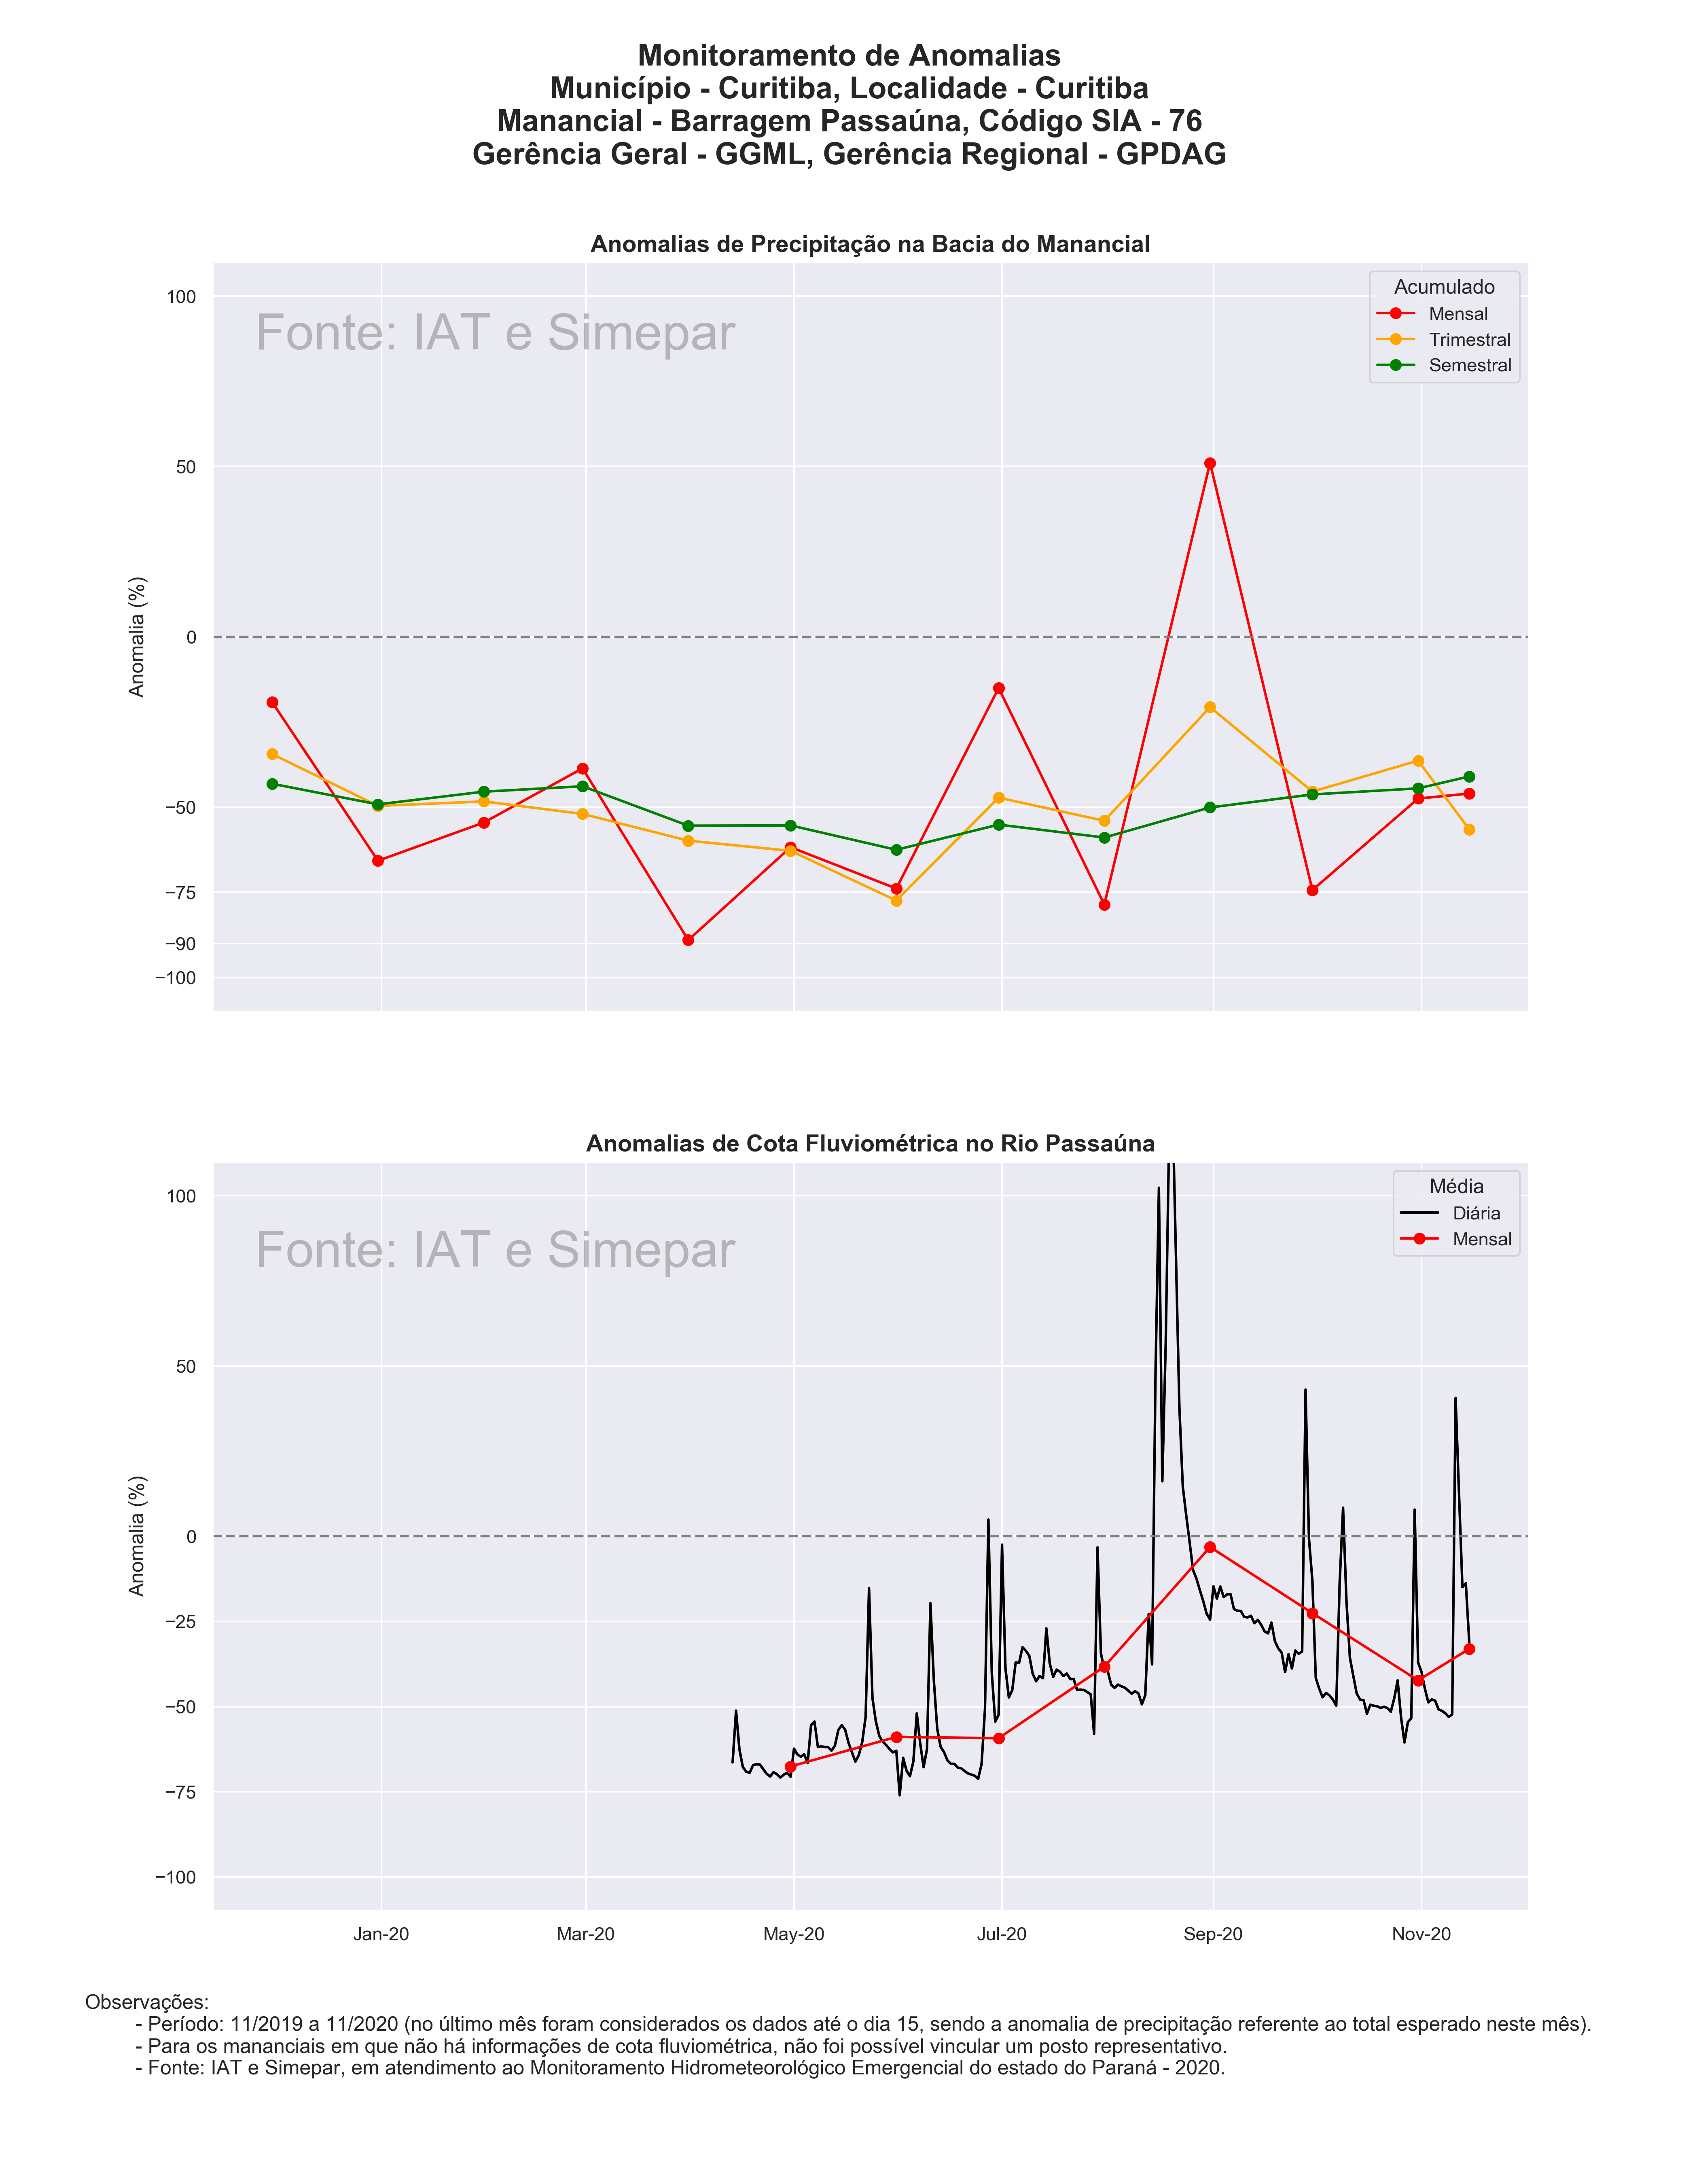 Monitoramento de Anomalias
Município - Curitiba, Localidade - Curitiba
Manancial - Barragem Passaúna, Código SIA - 76
Gerência Geral - GGML, Gerência Regional - GPDAG
Anomalias de Precipitação na Bacia do Manancial
Fonte: IAT e Simepar
Acumulado
Mensal
Trimestral
Semestral
Anomalia (%)
100
50
0
−50
−75
−90
−100
Anomalias de Cota Fluviométrica no Rio Passaúna
Fonte: IAT e Simepar
Média
Diária
Mensal
Anomalia (%)
100
50
0
−25
−50
−75
−100
Jan-20 Mar-20 May-20 Jul-20 Sep-20 Nov-20
Observações:
- Período: 11/2019 a 11/2020 (no último mês foram considerados os dados até o dia 15, sendo a anomalia de precipitação referente ao total esperado neste mês).
- Para os mananciais em que não há informações de cota fluviométrica, não foi possível vincular um posto representativo.
- Fonte: IAT e Simepar, em atendimento ao Monitoramento Hidrometeorológico Emergencial do estado do Paraná - 2020.